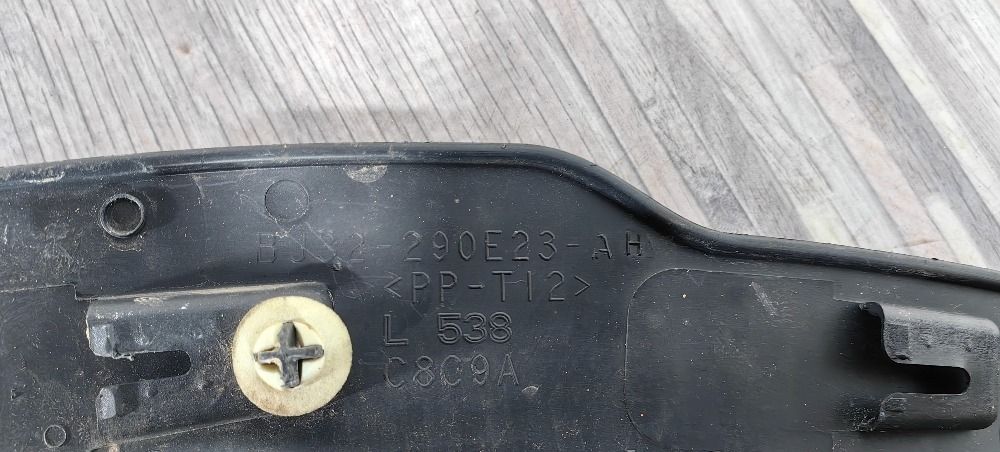 BJ32-290E23-AH
<PP-T12>
L 538
C8C9A